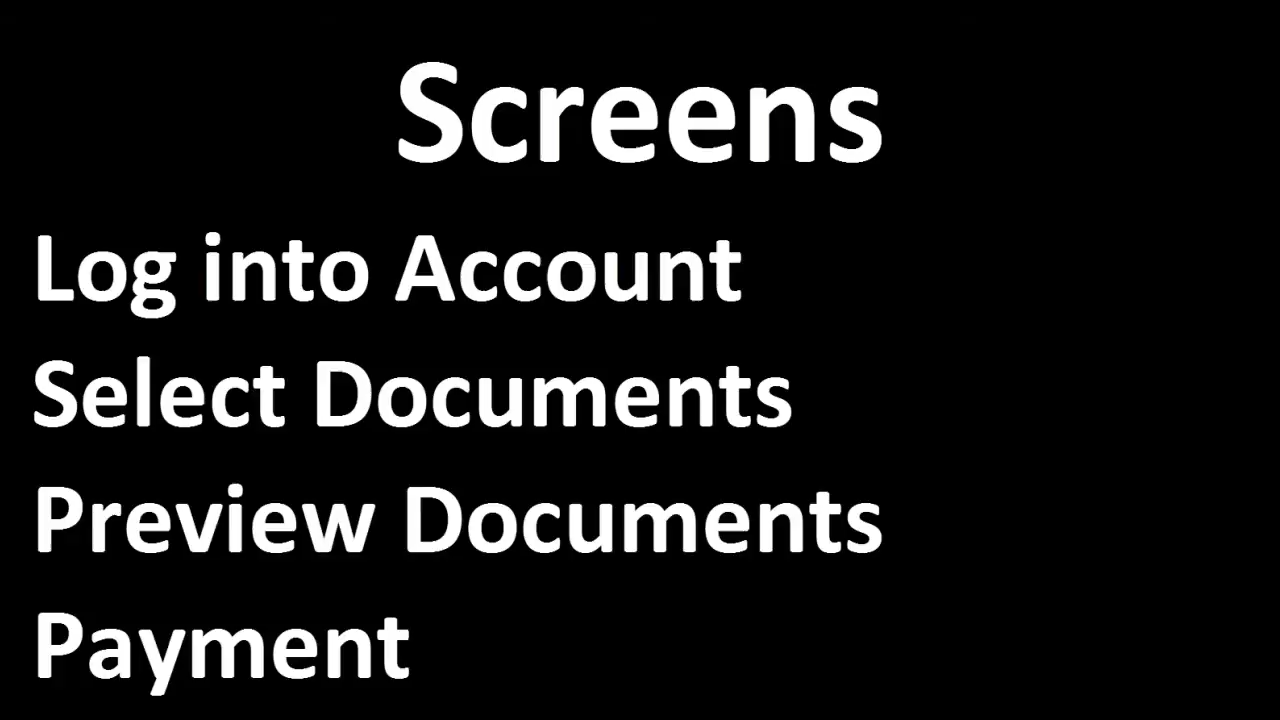 Screens
Log into Account
Select Documents
Preview Documents
Payment